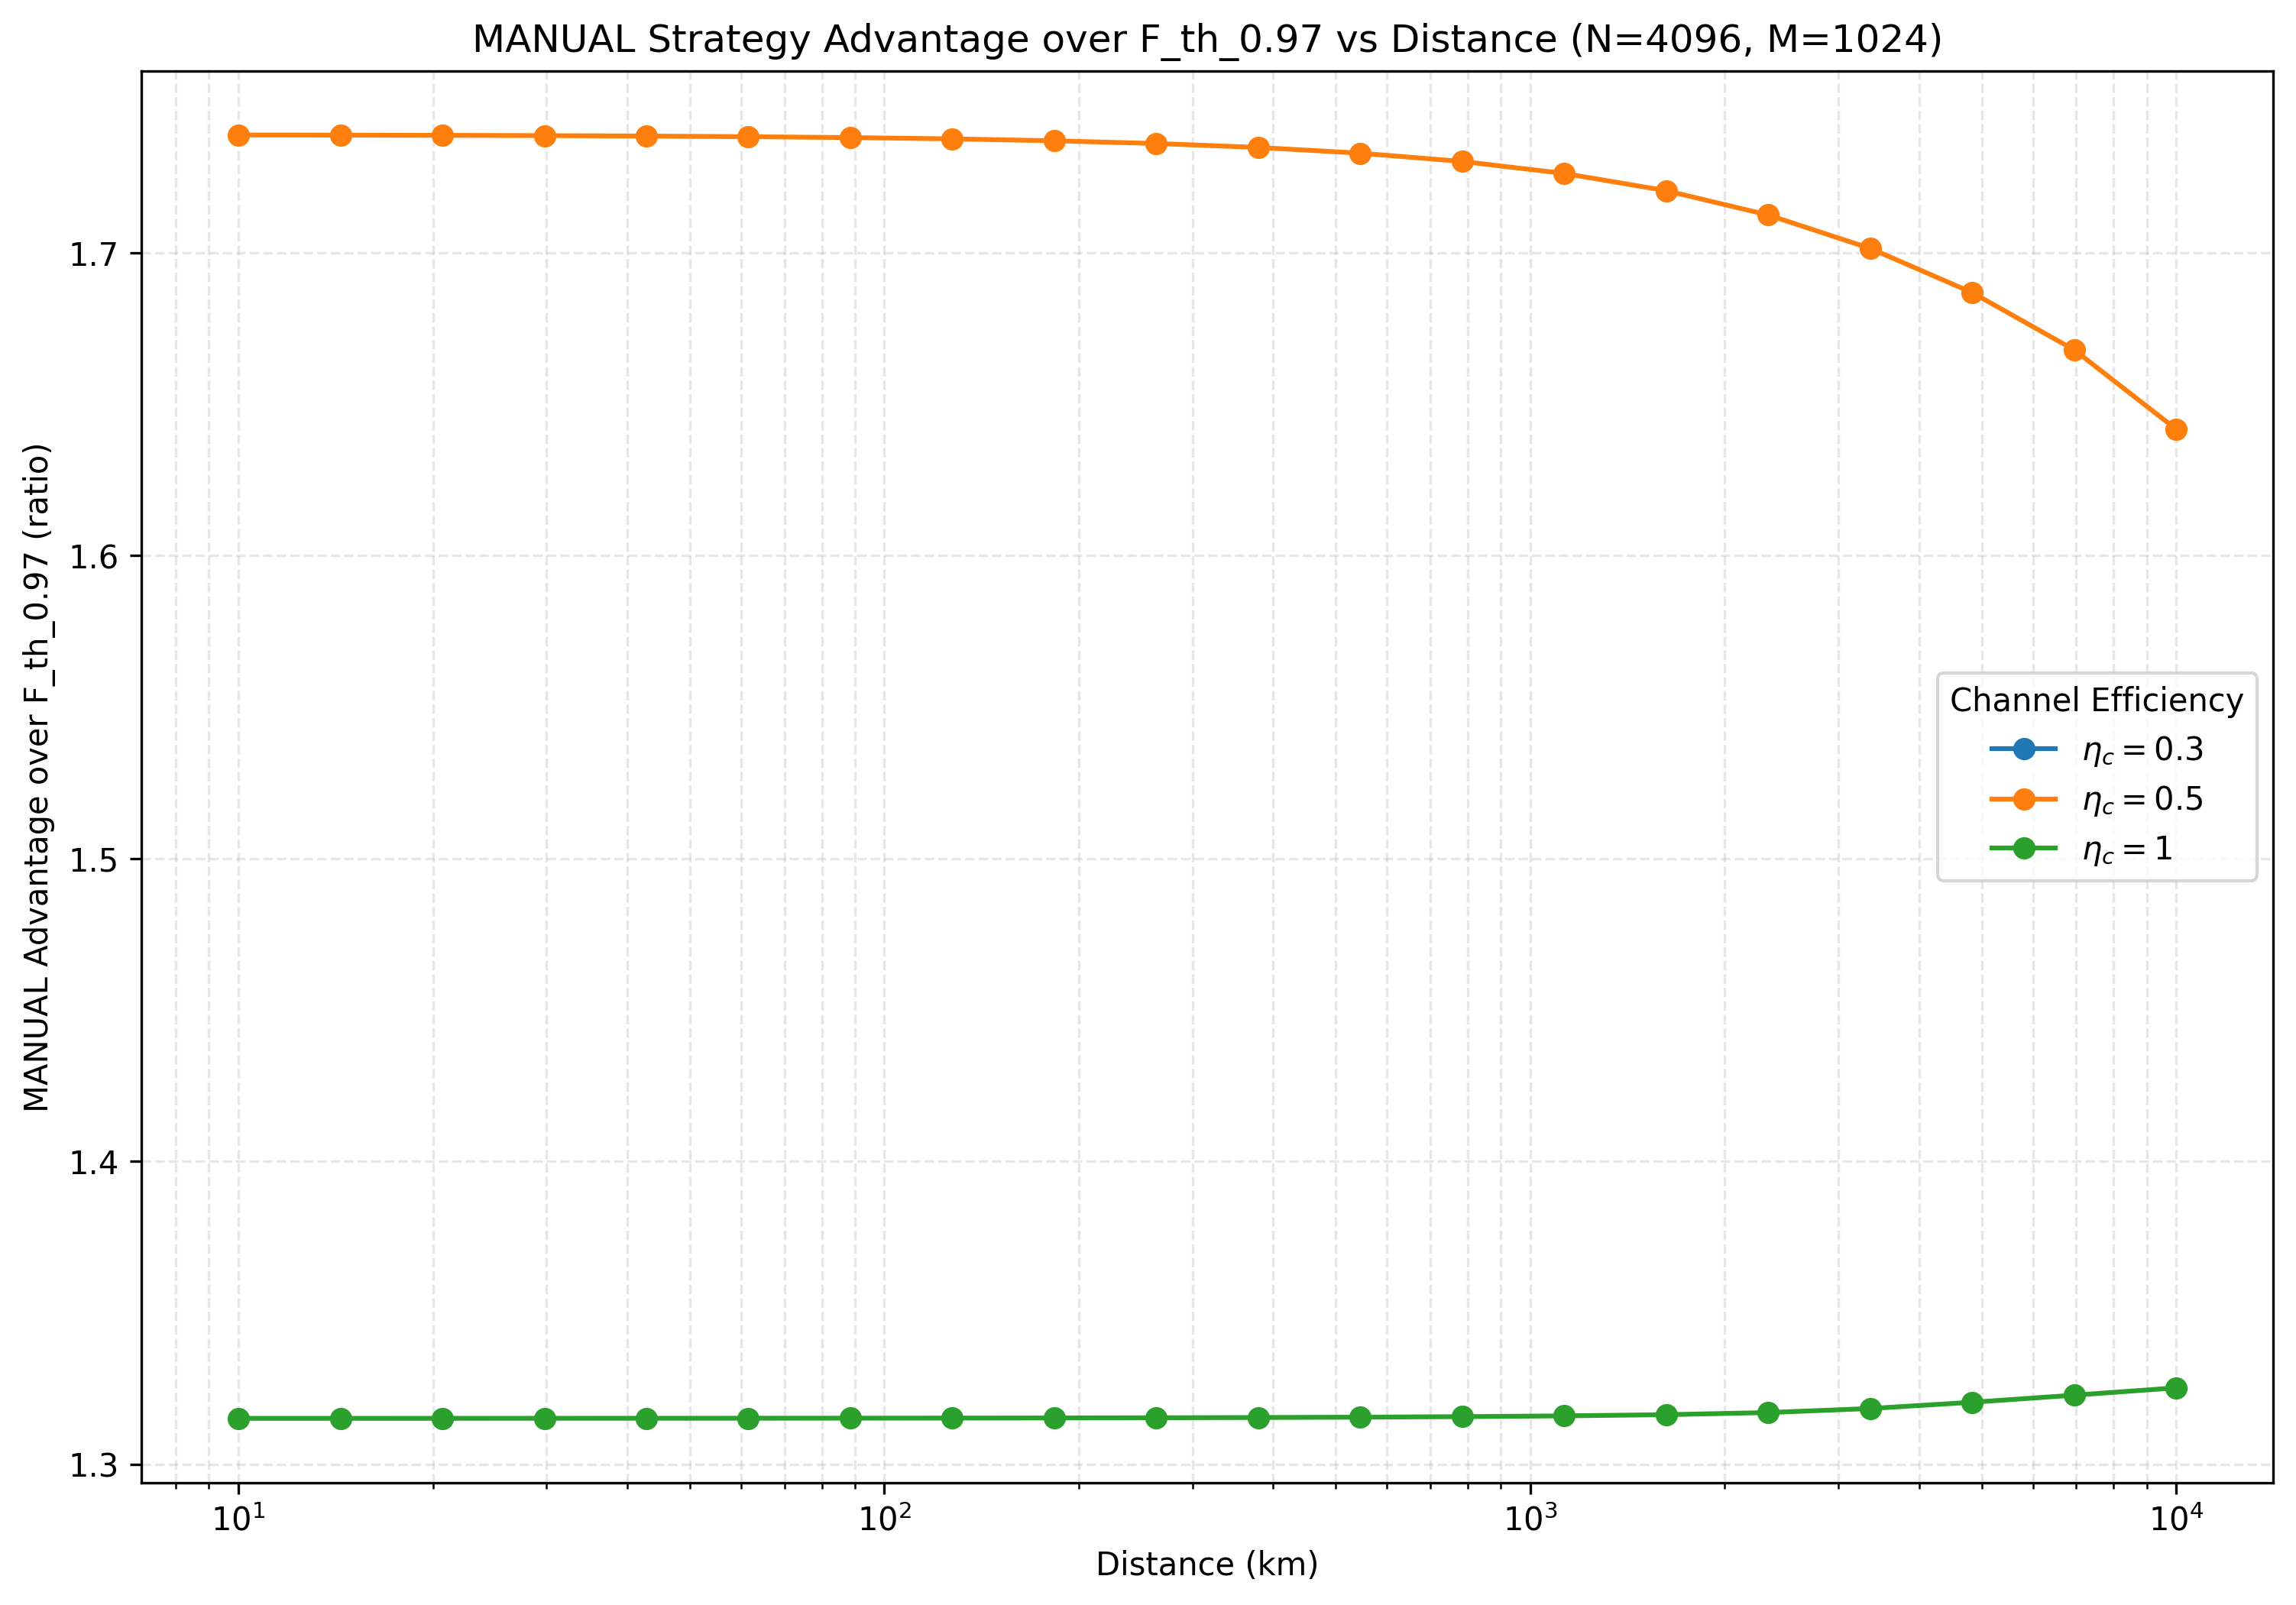 MANUAL Strategy Advantage over F_th_0.97 vs Distance (N=4096, M=1024)
MANUAL Advantage over F_th_0.97 (ratio)
1.7
1.6
1.5
1.4
1.3
Channel Efficiency
η_c = 0.3
η_c = 0.5
η_c = 1
10^1
10^2
10^3
10^4
Distance (km)